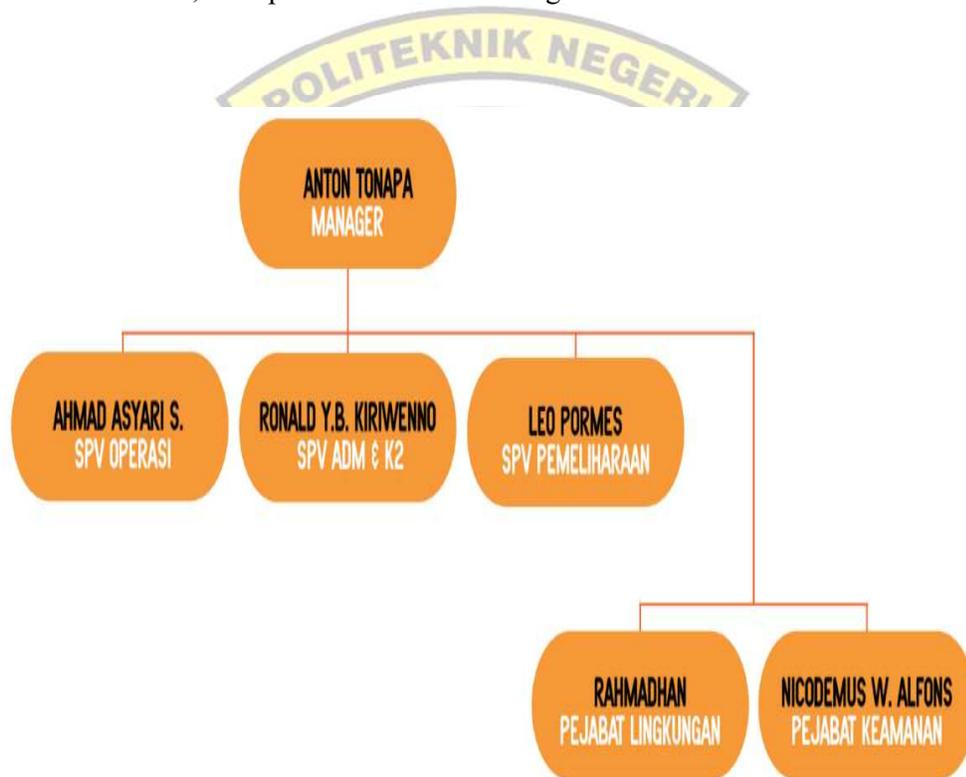 POLITEKNIK NEGERI
ANTON TONAPA
MANAGER
AHMAD ASYARI S.
SPV OPERASI
RONALD Y.B. KIRIWENNO
SPV ADM & K2
LEO PORMES
SPV PEMELIHARAAN
RAHMADHAN
PEJABAT LINGKUNGAN
NICODEMUS W. ALFONS
PEJABAT KEAMANAN